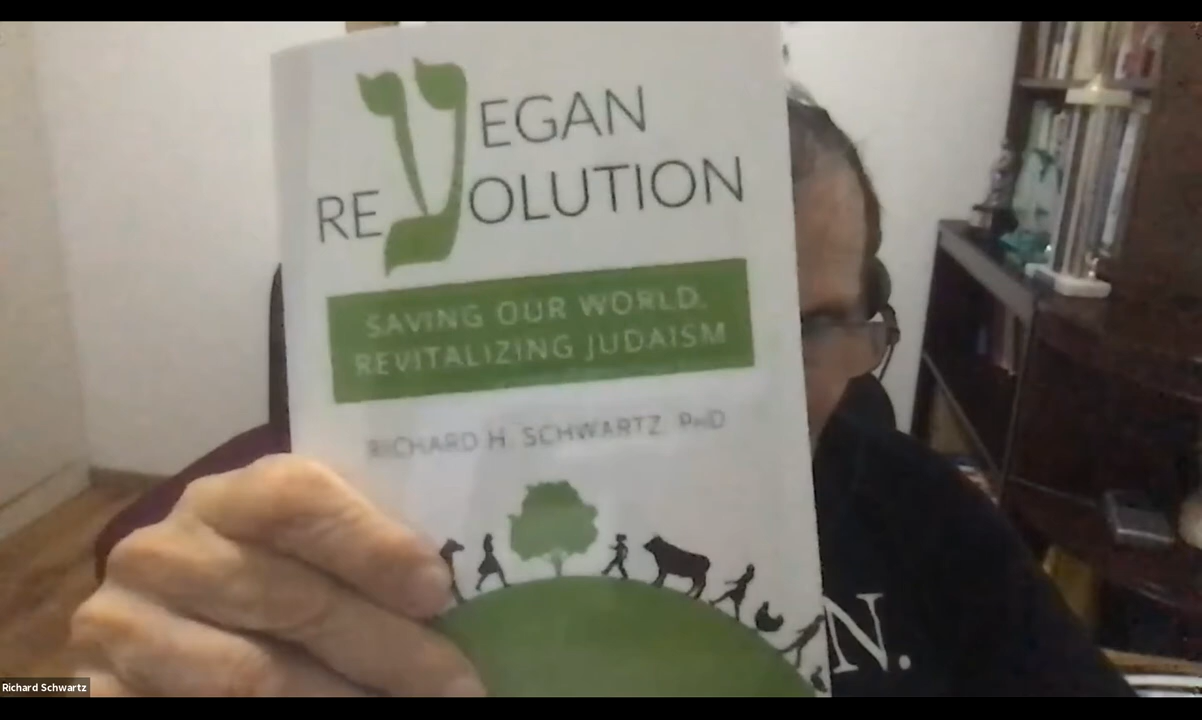 VEGAN
REVOLUTION
SAVING OUR WORLD,
REVITALIZING JUDAISM
RICHARD H. SCHWARTZ, PHD
N.
Richard Schwartz